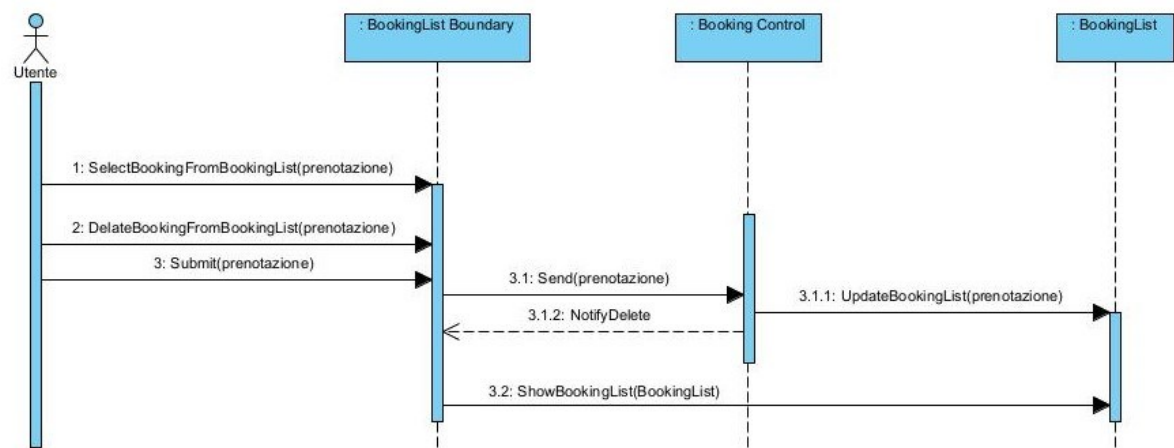 : BookingList Boundary
: Booking Control
: BookingList
Utente
1: SelectBookingFromBookingList(prenotazione)
2: DelateBookingFromBookingList(prenotazione)
3: Submit(prenotazione)
3.1: Send(prenotazione)
3.1.1: UpdateBookingList(prenotazione)
3.1.2: NotifyDelete
3.2: ShowBookingList(BookingList)